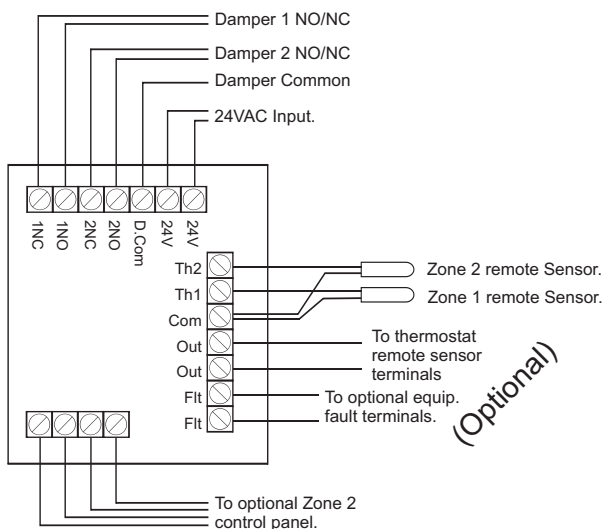 Damper 1 NO/NC
Damper 2 NO/NC
Damper Common
24VAC Input.
1NC
1NO
2NC
2NO
D.Com
24V
24V
Th2
Th1
Com
Out
Out
Flt
Flt
Zone 2 remote Sensor.
Zone 1 remote Sensor.
To thermostat
remote sensor
terminals
To optional equip.
fault terminals.
(Optional)
To optional Zone 2
control panel.